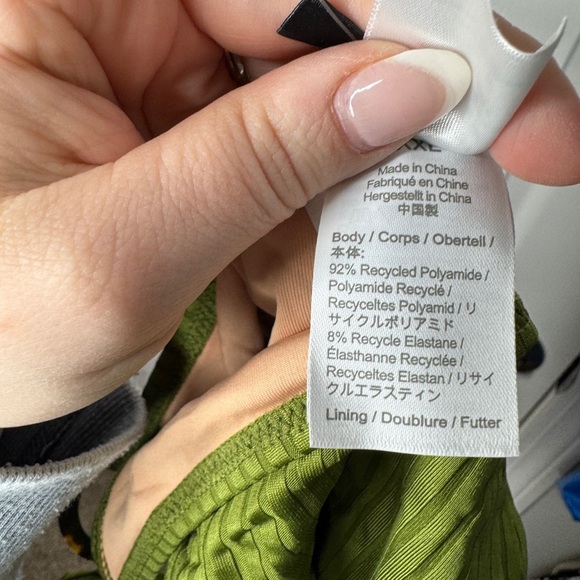 XXL
Made in China
Fabriqué en Chine
Hergestellt in China
中国製
Body / Corps / Oberteil /
本体:
92% Recycled Polyamide /
Polyamide Recyclé /
Recyceltes Polyamid / リ
サイクルポリアミド
8% Recycle Elastane /
Élasthanne Recyclée /
Recyceltes Elastan / リサイ
クルエラスティン
Lining / Doublure / Futter